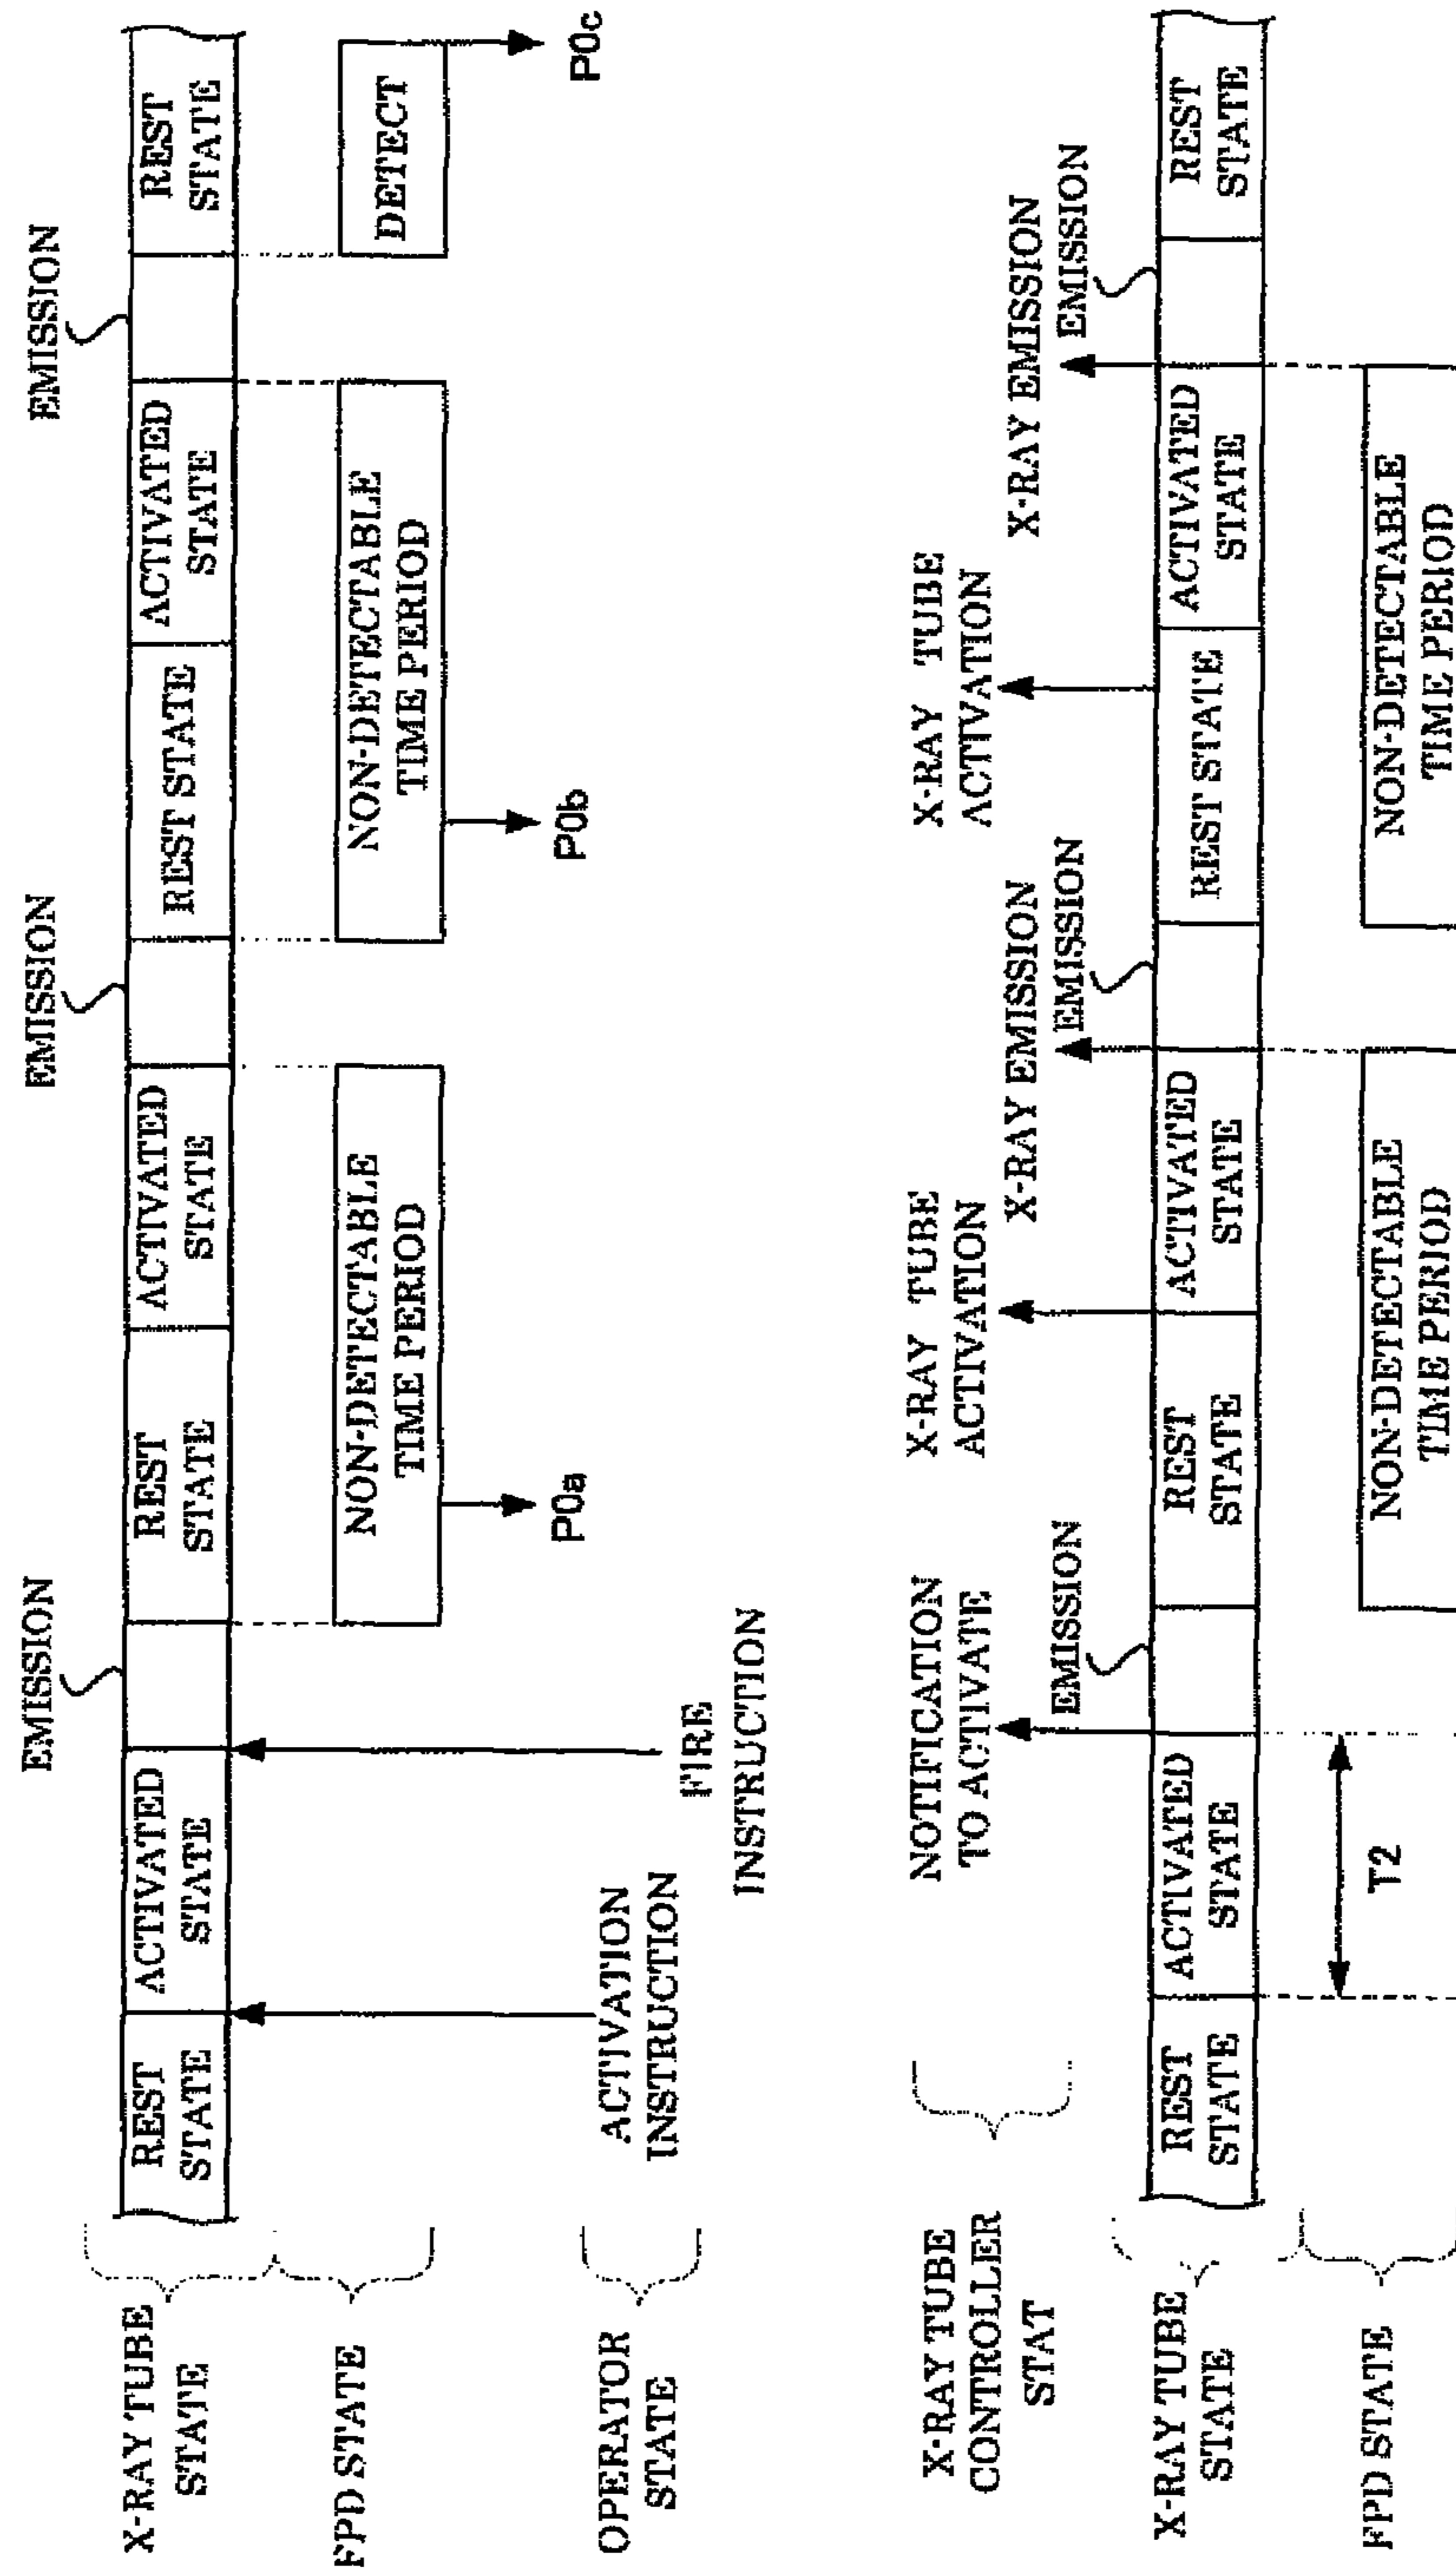 EMISSION
EMISSION
EMISSION
X-RAY TUBE
STATE
REST
STATE
ACTIVATED
STATE
REST
STATE
ACTIVATED
STATE
REST STATE
ACTIVATED
STATE
REST
STATE
FPD STATE
NON-DETECTABLE
TIME PERIOD
NON-DETECTABLE
TIME PERIOD
DETECT
P0a
P0b
P0c
OPERATOR
STATE
ACTIVATION
INSTRUCTION
FIRE
INSTRUCTION
X-RAY TUBE
CONTROLLER
STAT
NOTIFICATION
TO ACTIVATE
X-RAY TUBE
ACTIVATION
X-RAY EMISSION
X-RAY TUBE
ACTIVATION
X-RAY EMISSION
EMISSION
EMISSION
EMISSION
X-RAY TUBE
STATE
REST
STATE
ACTIVATED
STATE
REST
STATE
ACTIVATED
STATE
REST STATE
ACTIVATED
STATE
REST
STATE
FPD STATE
T2
NON-DETECTABLE
TIME PERIOD
NON-DETECTABLE
TIME PERIOD